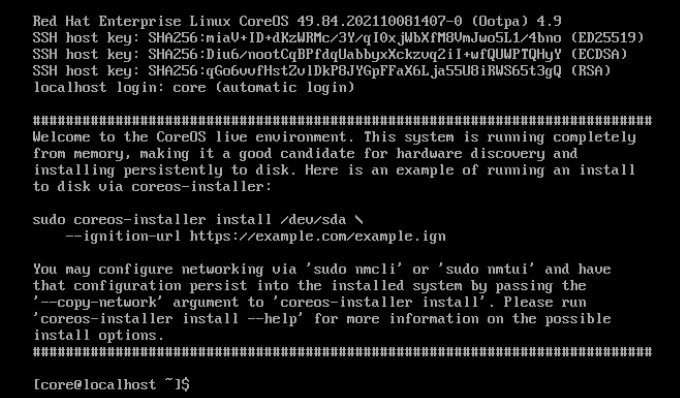 Red Hat Enterprise Linux CoreOS 49.84.202110081407-0 (Ootpa) 4.9
SSH host key: SHA256:miaV+ID+dKzWRMc/3Y/qI0xjWbXfM8VmJwo5L1/4bno (ED25519)
SSH host key: SHA256:Diu6/nootCqBPfdqUabbyxXckzvq2iI+wfQUWPTQHyY (ECDSA)
SSH host key: SHA256:qGo6vvfHstZvlDkP8JYGpFFaX6Lja55U8iRWS65t3gQ (RSA)
localhost login: core (automatic login)
###########################################################################
Welcome to the CoreOS live environment. This system is running completely
from memory, making it a good candidate for hardware discovery and
installing persistently to disk. Here is an example of running an install
to disk via coreos-installer:
sudo coreos-installer install /dev/sda \
--ignition-url https://example.com/example.ign
You may configure networking via 'sudo nmcli' or 'sudo nmtui' and have
that configuration persist into the installed system by passing the
'--copy-network' argument to 'coreos-installer install'. Please run
'coreos-installer install --help' for more information on the possible
install options.
###########################################################################
[core@localhost ~]$